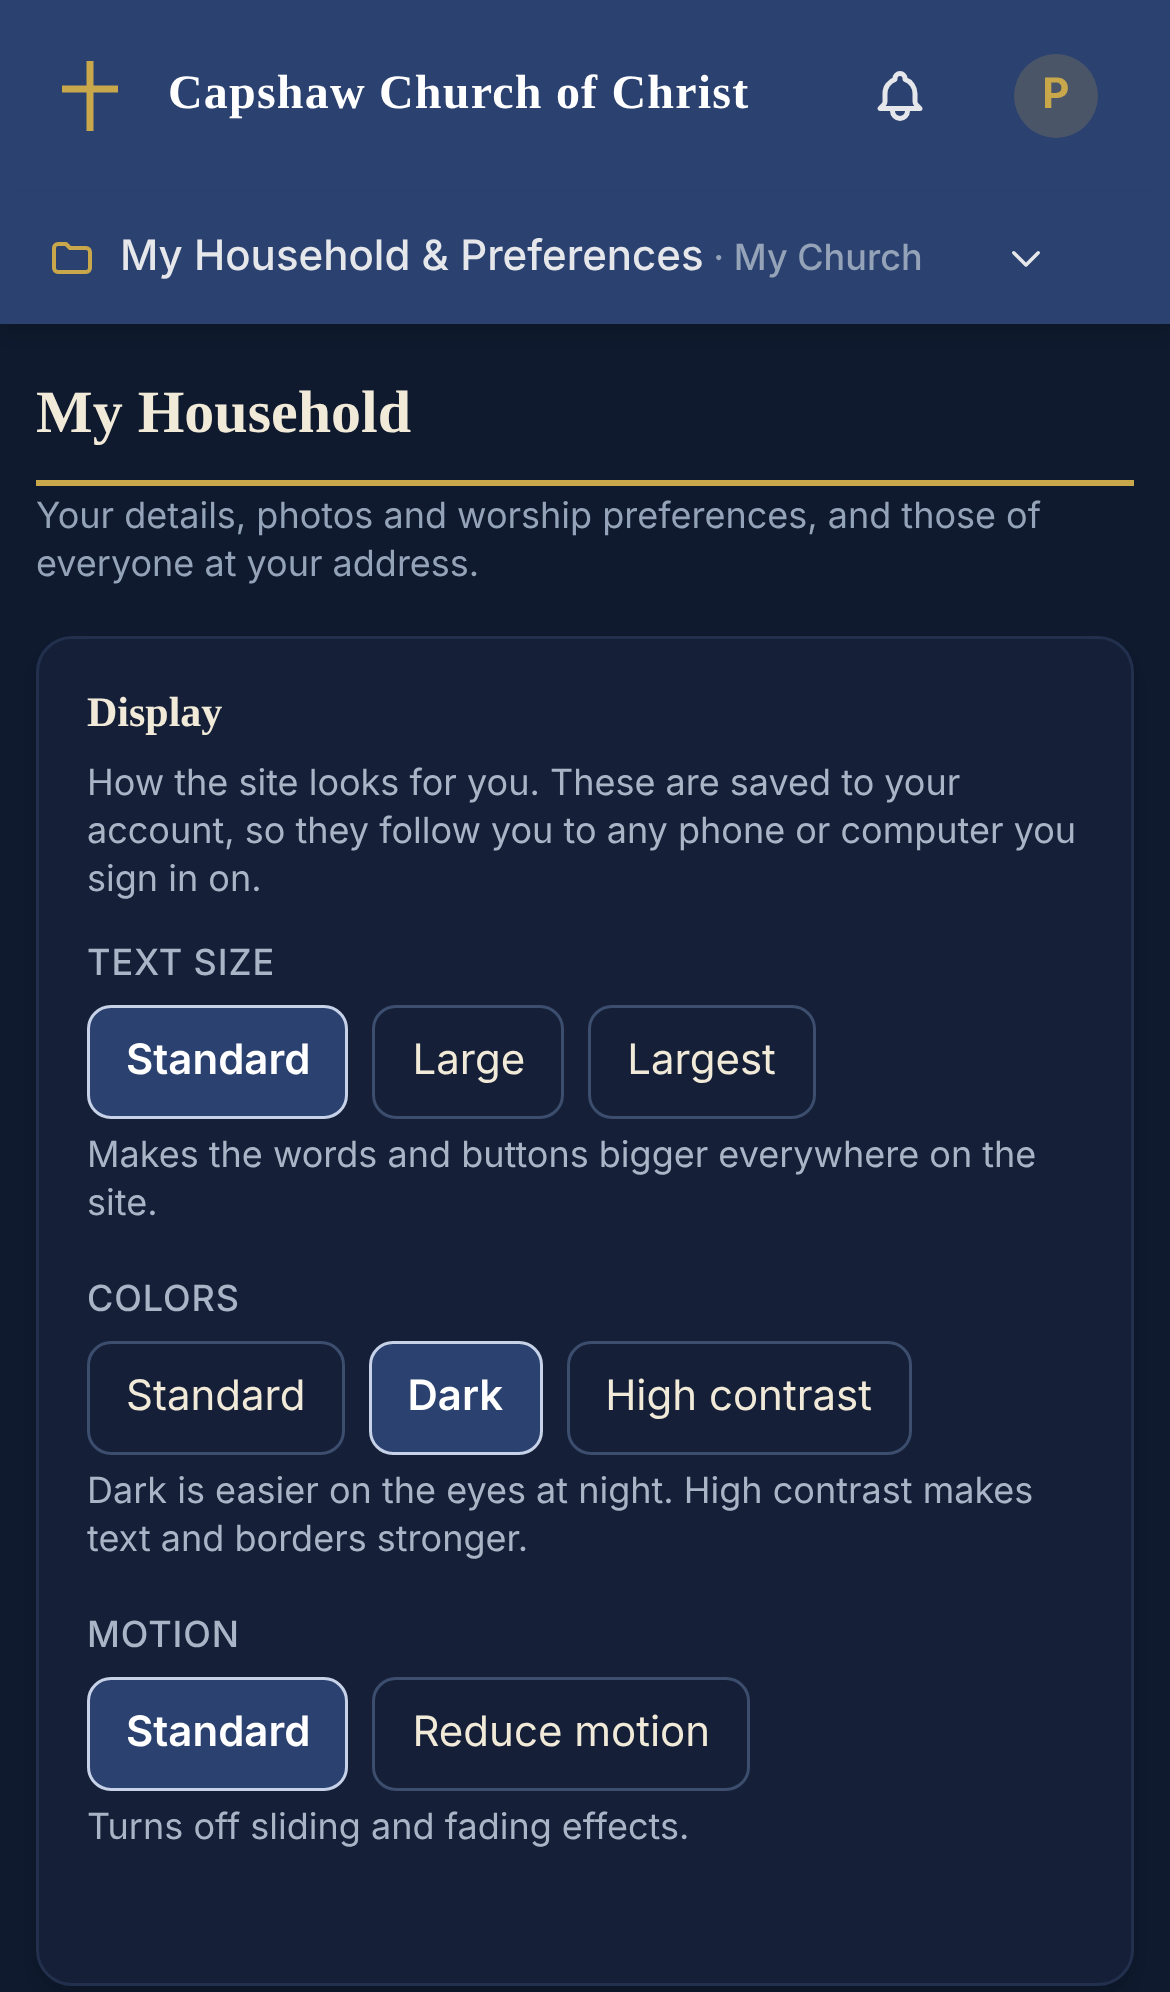 Capshaw Church of Christ
P
My Household & Preferences · My Church
My Household
Your details, photos and worship preferences, and those of
everyone at your address.
Display
How the site looks for you. These are saved to your
account, so they follow you to any phone or computer you
sign in on.
TEXT SIZE
Standard Large Largest
Makes the words and buttons bigger everywhere on the
site.
COLORS
Standard Dark High contrast
Dark is easier on the eyes at night. High contrast makes
text and borders stronger.
MOTION
Standard Reduce motion
Turns off sliding and fading effects.